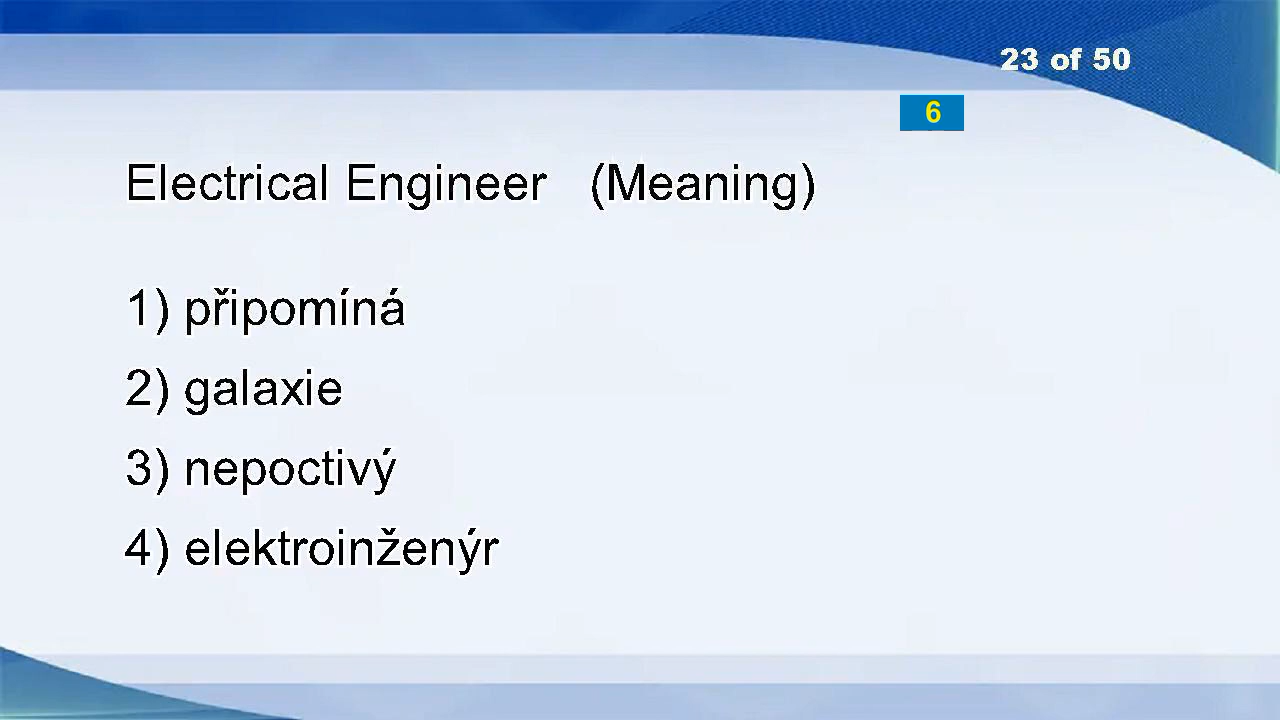 23 of 50
6
Electrical Engineer (Meaning)
1) připomíná
2) galaxie
3) nepoctivý
4) elektroinženýr